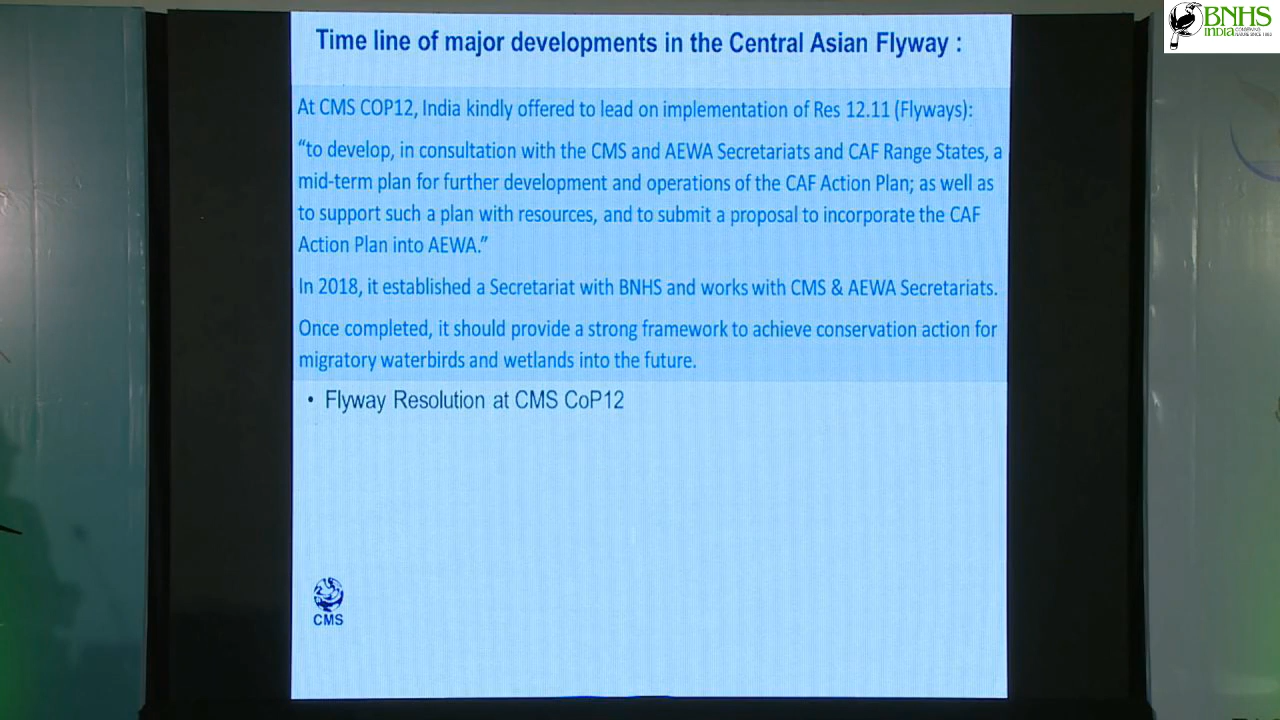 BNHS
india
Time line of major developments in the Central Asian Flyway :
At CMS COP12, India kindly offered to lead on implementation of Res 12.11 (Flyways):
“to develop, in consultation with the CMS and AEWA Secretariats and CAF Range States, a
mid-term plan for further development and operations of the CAF Action Plan; as well as
to support such a plan with resources, and to submit a proposal to incorporate the CAF
Action Plan into AEWA.”
In 2018, it established a Secretariat with BNHS and works with CMS & AEWA Secretariats.
Once completed, it should provide a strong framework to achieve conservation action for
migratory waterbirds and wetlands into the future.
• Flyway Resolution at CMS CoP12
CMS